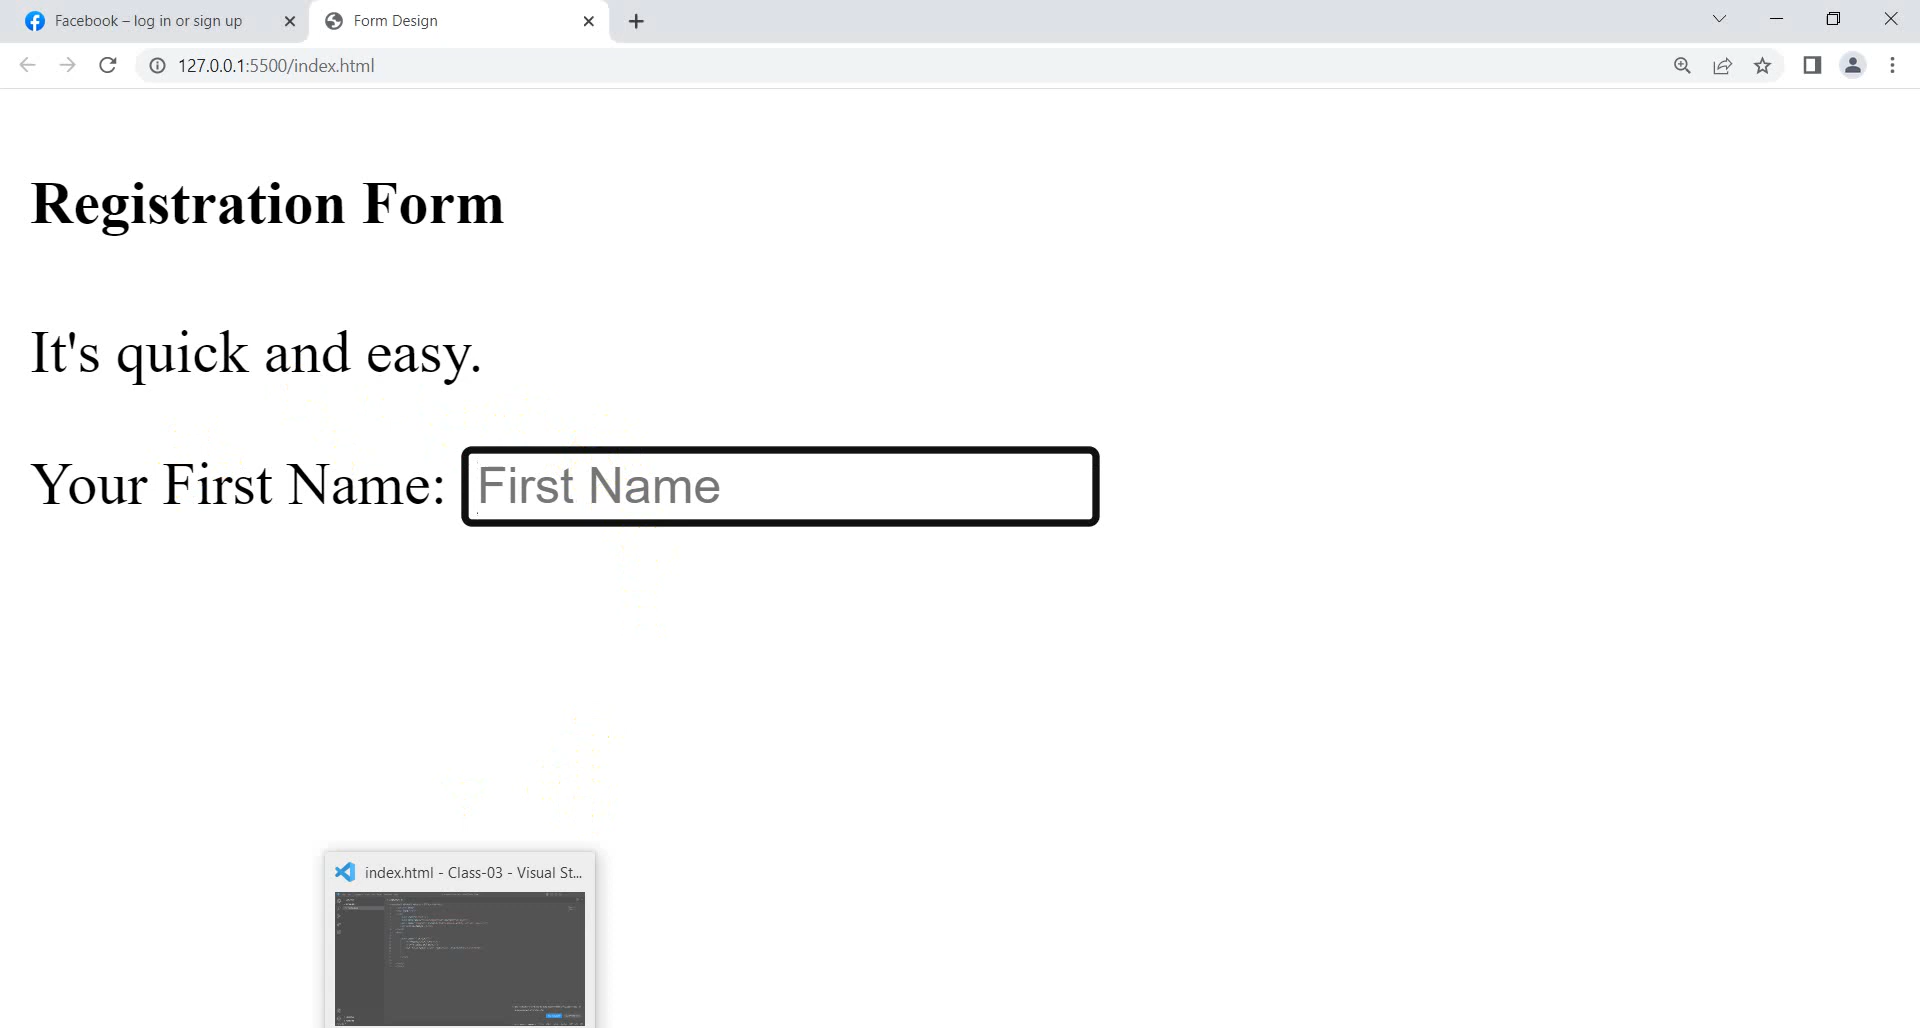 Facebook – log in or sign up
Form Design
127.0.0.1:5500/index.html
Registration Form
It's quick and easy.
Your First Name: First Name
index.html - Class-03 - Visual St...